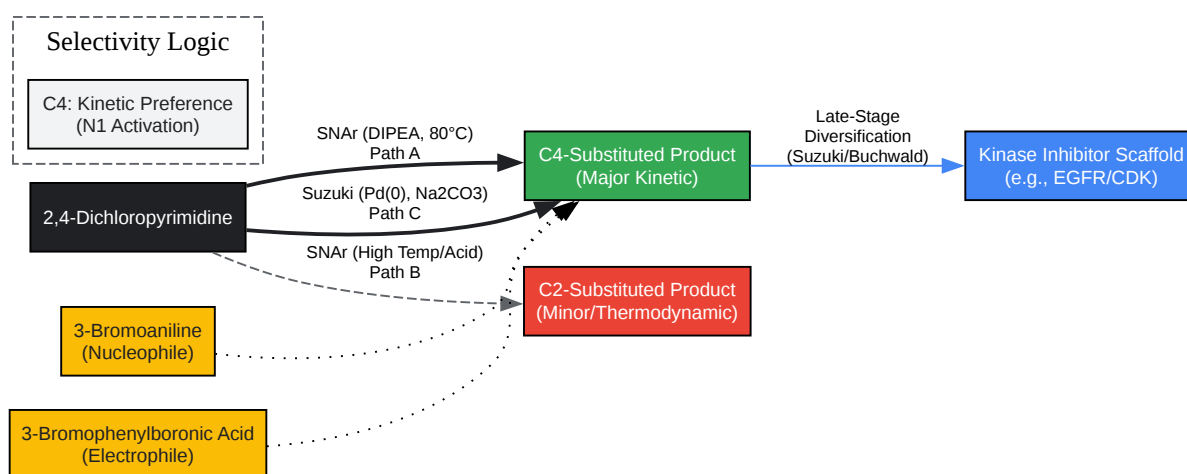 Selectivity Logic
C4: Kinetic Preference
(N1 Activation)
2,4-Dichloropyrimidine
SNAr (DIPEA, 80°C)
Path A
Suzuki (Pd(0), Na2CO3)
Path C
SNAr (High Temp/Acid)
Path B
C4-Substituted Product
(Major Kinetic)
Late-Stage
Diversification
(Suzuki/Buchwald)
Kinase Inhibitor Scaffold
(e.g., EGFR/CDK)
C2-Substituted Product
(Minor/Thermodynamic)
3-Bromoaniline
(Nucleophile)
3-Bromophenylboronic Acid
(Electrophile)